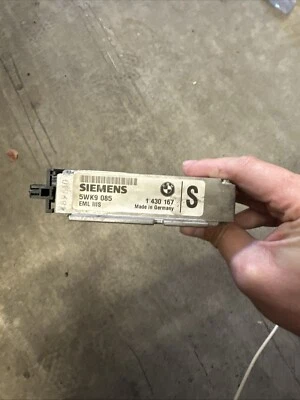 SIEMENS
5WK9 085
EML IIIS
1 430 167
Made in Germany
S